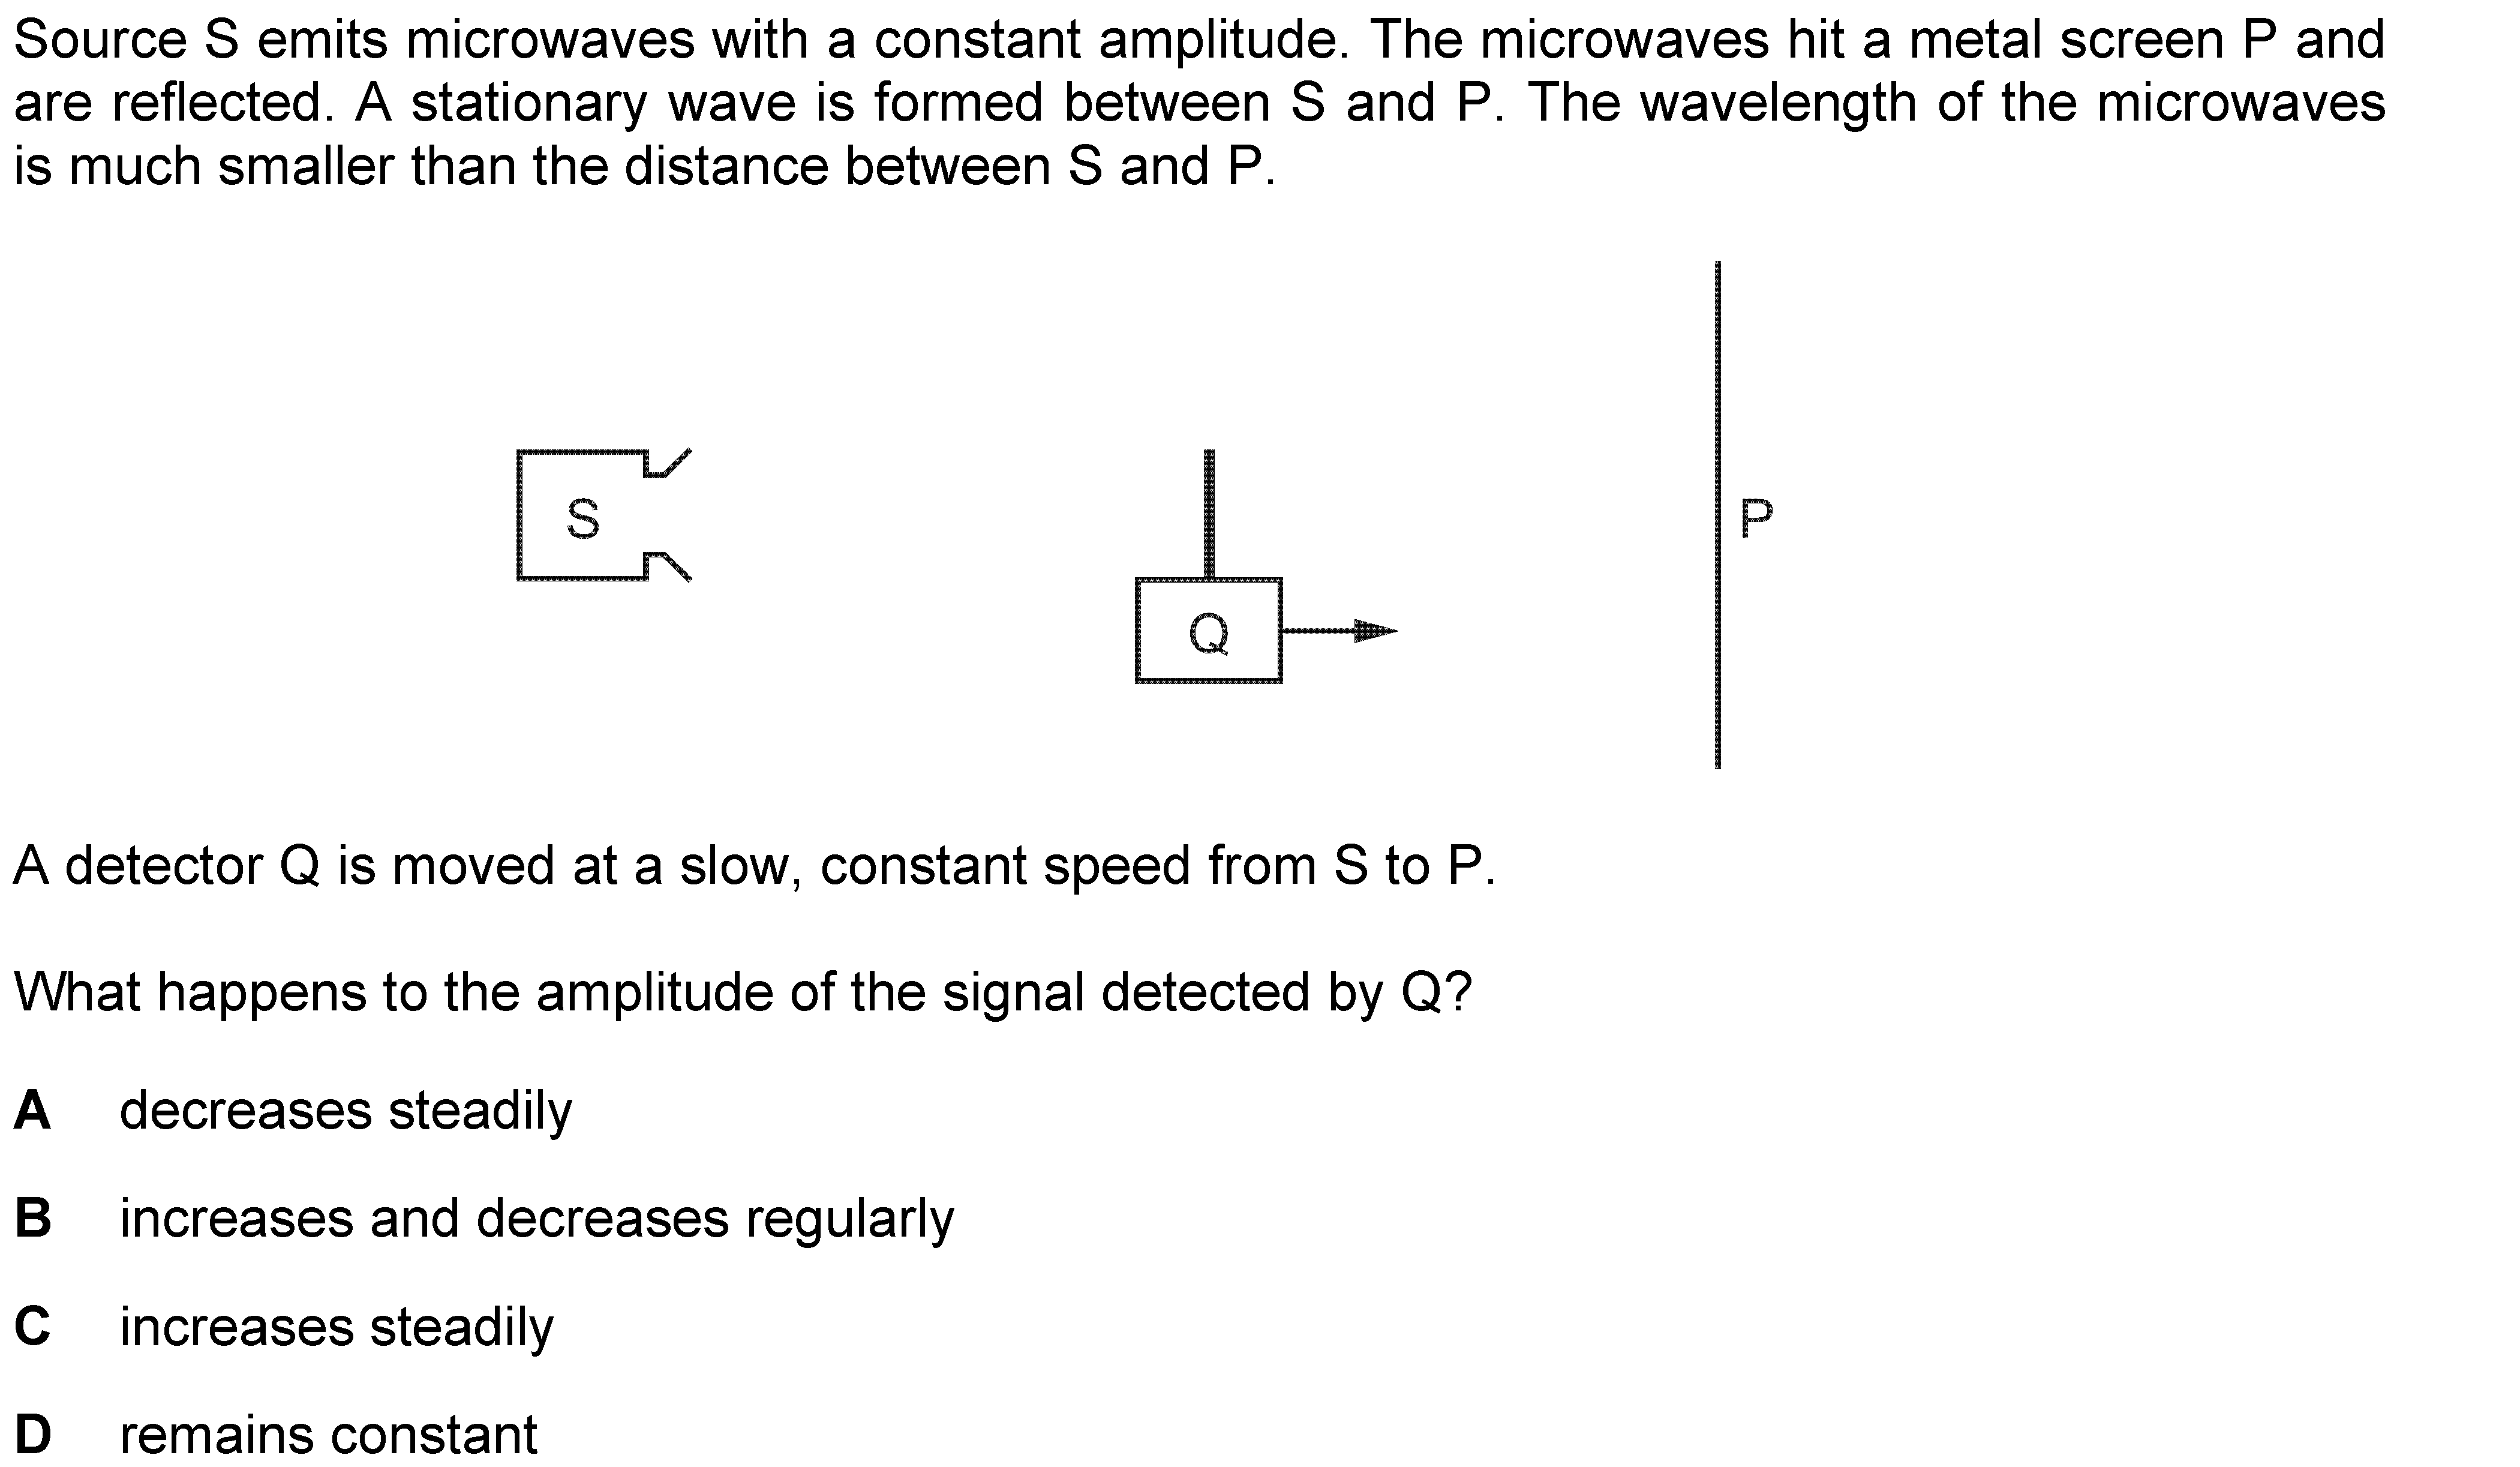 Source S emits microwaves with a constant amplitude. The microwaves hit a metal screen P and
are reflected. A stationary wave is formed between S and P. The wavelength of the microwaves
is much smaller than the distance between S and P.
S
P
Q
A detector Q is moved at a slow, constant speed from S to P.
What happens to the amplitude of the signal detected by Q?
A decreases steadily
B increases and decreases regularly
C increases steadily
D remains constant